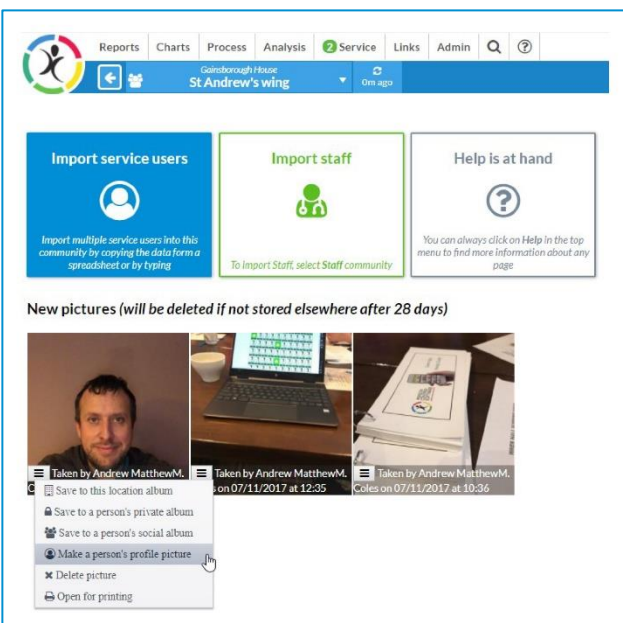 Reports Charts Process Analysis 2 Service Links Admin
Gainsborough House
St Andrew's wing
0m ago
Import service users
Import multiple service users into this
community by copying the data form a
spreadsheet or by typing
Import staff
To Import Staff, select Staff community
Help is at hand
You can always click on Help in the top
menu to find more information about any
page
New pictures (will be deleted if not stored elsewhere after 28 days)
Taken by Andrew MatthewM.
Taken by Andrew MatthewM.
s on 07/11/2017 at 12:35
Taken by Andrew MatthewM.
Coles on 07/11/2017 at 10:36
Save to this location album
Save to a person's private album
Save to a person's social album
Make a person's profile picture
Delete picture
Open for printing